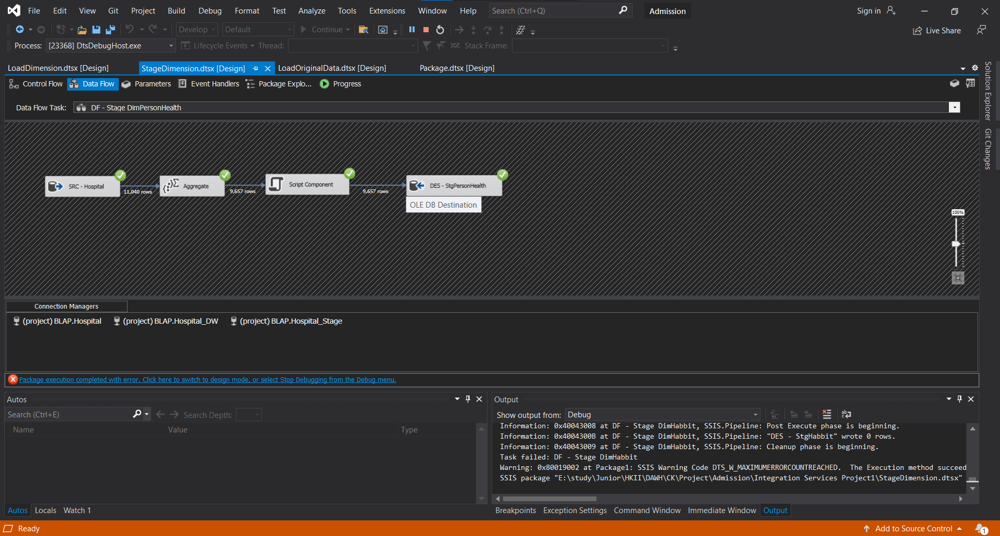 File Edit View Git Project Build Debug Format Test Analyze Tools Extensions Window Help Search (Ctrl+Q) Admission Sign in
Develop Default Continue Live Share
Process: [23368] DtsDebugHost.exe Lifecycle Events Thread: Stack Frame:
LoadDimension.dtsx [Design] StageDimension.dtsx [Design] LoadOriginalData.dtsx [Design] Package.dtsx [Design]
Control Flow Data Flow Parameters Event Handlers Package Explo... Progress
Data Flow Task: DF - Stage DimPersonHealth
Solution Explorer
Git Changes
SRC - Hospital
11,040 rows
Aggregate
9,657 rows
Script Component
9,657 rows
DES - StgPersonHealth
OLE DB Destination
100%
Connection Managers
(project) BLAP.Hospital (project) BLAP.Hospital_DW (project) BLAP.Hospital_Stage
Package execution completed with error. Click here to switch to design mode, or select Stop Debugging from the Debug menu.
Autos
Search (Ctrl+E) Search Depth:
Name Value Type
Autos Locals Watch 1
Output
Show output from: Debug
Information: 0x40043008 at DF - Stage DimHabbit, SSIS.Pipeline: Post Execute phase is beginning.
Information: 0x4004300B at DF - Stage DimHabbit, SSIS.Pipeline: "DES - StgHabbit" wrote 0 rows.
Information: 0x40043009 at DF - Stage DimHabbit, SSIS.Pipeline: Cleanup phase is beginning.
Task failed: DF - Stage DimHabbit
Warning: 0x80019002 at Package1: SSIS Warning Code DTS_W_MAXIMUMERRORCOUNTREACHED.  The Execution method succeed
SSIS package "E:\study\Junior\HKII\DAWH\CK\Project\Admission\Integration Services Project1\StageDimension.dtsx"
Breakpoints Exception Settings Command Window Immediate Window Output
Ready Add to Source Control 1